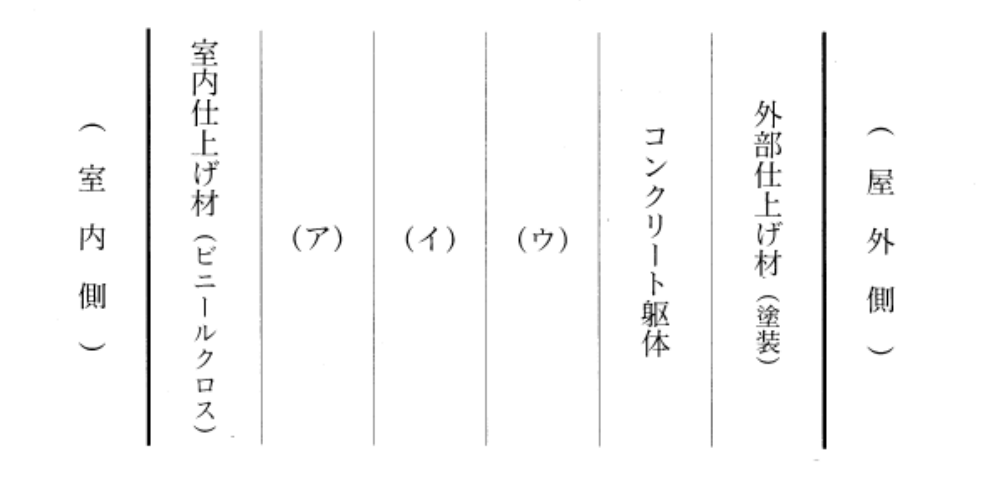 （室内側）
室内仕上げ材（ビニールクロス）
（ア）
（イ）
（ウ）
コンクリート躯体
外部仕上げ材（塗装）
（屋外側）